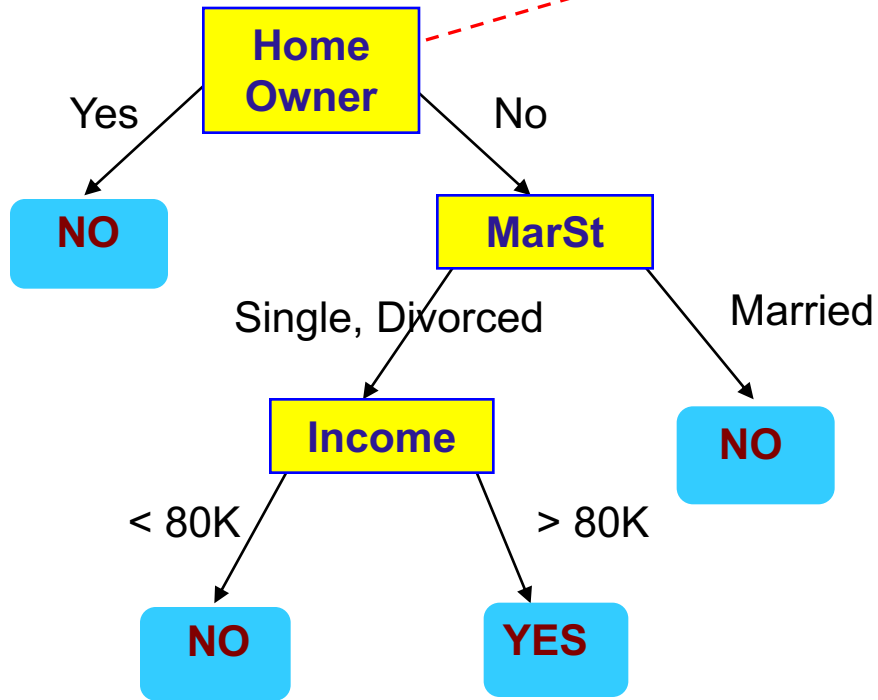 Home
Owner
Yes
No
NO
MarSt
Single, Divorced
Married
Income
NO
< 80K
> 80K
NO
YES